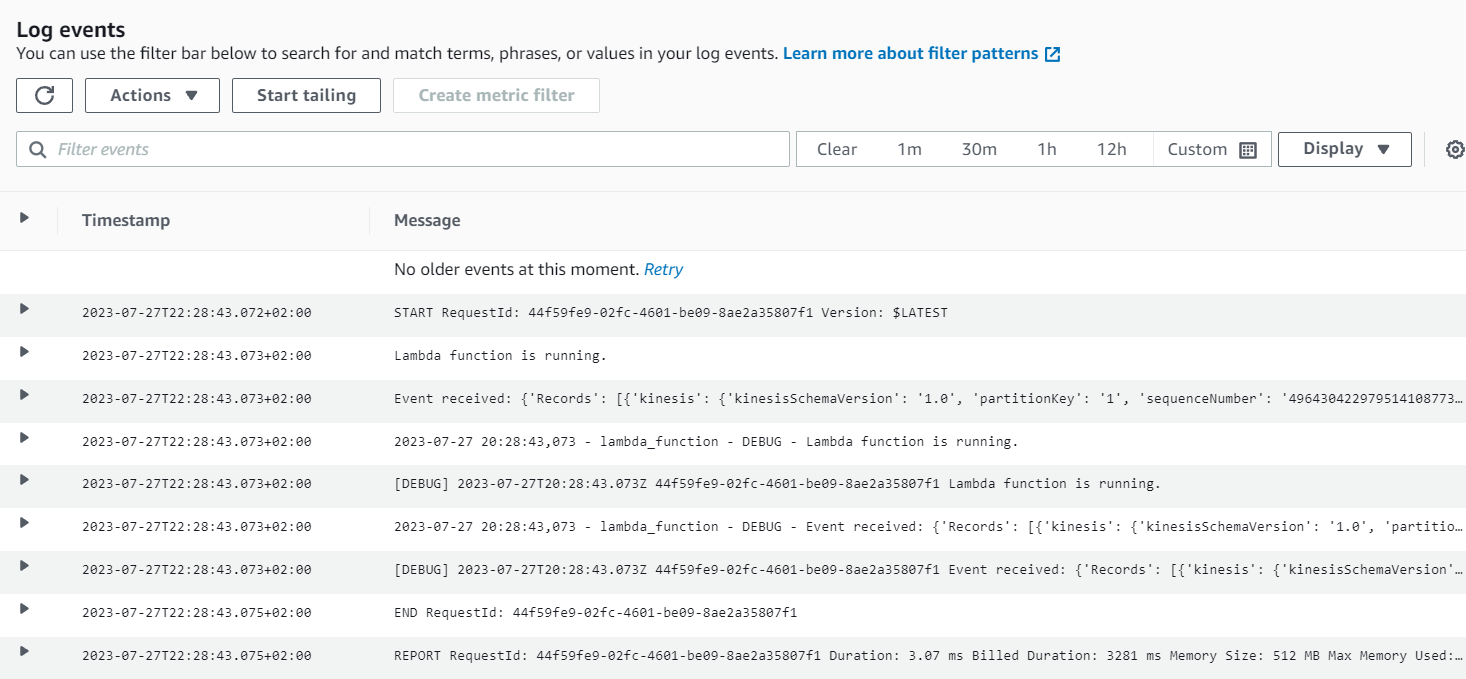 Log events
You can use the filter bar below to search for and match terms, phrases, or values in your log events. Learn more about filter patterns
Actions Start tailing Create metric filter
Filter events Clear 1m 30m 1h 12h Custom Display
Timestamp Message
No older events at this moment. Retry
2023-07-27T22:28:43.072+02:00 START RequestId: 44f59fe9-02fc-4601-be09-8ae2a35807f1 Version: $LATEST
2023-07-27T22:28:43.073+02:00 Lambda function is running.
2023-07-27T22:28:43.073+02:00 Event received: {'Records': [{'kinesis': {'kinesisSchemaVersion': '1.0', 'partitionKey': '1', 'sequenceNumber': '496430422979514108773…
2023-07-27T22:28:43.073+02:00 2023-07-27 20:28:43,073 - lambda_function - DEBUG - Lambda function is running.
2023-07-27T22:28:43.073+02:00 [DEBUG] 2023-07-27T20:28:43.073Z 44f59fe9-02fc-4601-be09-8ae2a35807f1 Lambda function is running.
2023-07-27T22:28:43.073+02:00 2023-07-27 20:28:43,073 - lambda_function - DEBUG - Event received: {'Records': [{'kinesis': {'kinesisSchemaVersion': '1.0', 'partitio…
2023-07-27T22:28:43.073+02:00 [DEBUG] 2023-07-27T20:28:43.073Z 44f59fe9-02fc-4601-be09-8ae2a35807f1 Event received: {'Records': [{'kinesis': {'kinesisSchemaVersion'…
2023-07-27T22:28:43.075+02:00 END RequestId: 44f59fe9-02fc-4601-be09-8ae2a35807f1
2023-07-27T22:28:43.075+02:00 REPORT RequestId: 44f59fe9-02fc-4601-be09-8ae2a35807f1 Duration: 3.07 ms Billed Duration: 3281 ms Memory Size: 512 MB Max Memory Used:…